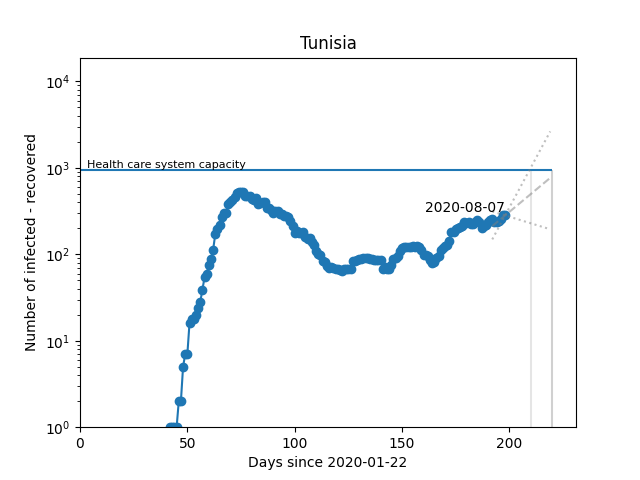 Tunisia
10^4
10^3
10^2
10^1
10^0
Number of infected - recovered
Health care system capacity
2020-08-07
0 50 100 150 200
Days since 2020-01-22